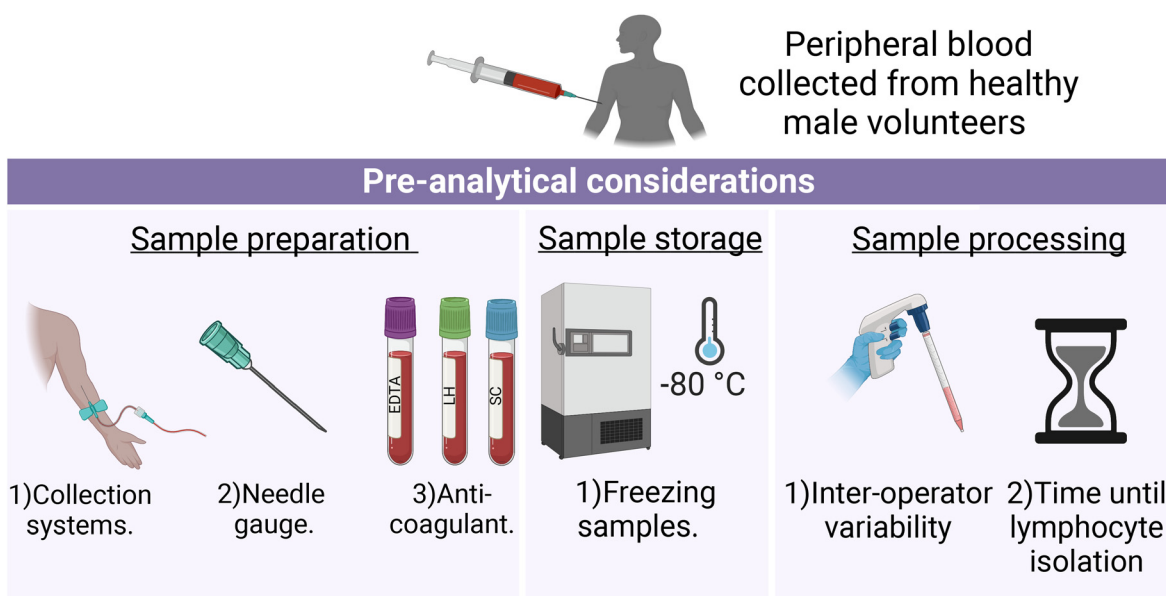 Peripheral blood
collected from healthy
male volunteers
Pre-analytical considerations
Sample preparation
EDTA
LH
SC
1)Collection
systems.
2)Needle
gauge.
3)Anti-
coagulant.
Sample storage
-80 °C
1)Freezing
samples.
Sample processing
1)Inter-operator
variability
2)Time until
lymphocyte
isolation